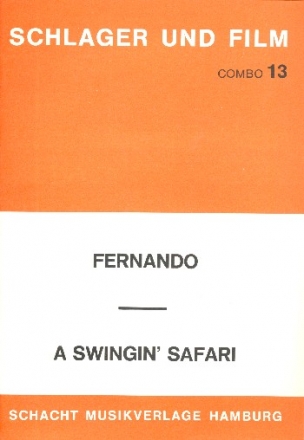 SCHLAGER UND FILM
COMBO 13
FERNANDO
A SWINGIN' SAFARI
SCHACHT MUSIKVERLAGE HAMBURG